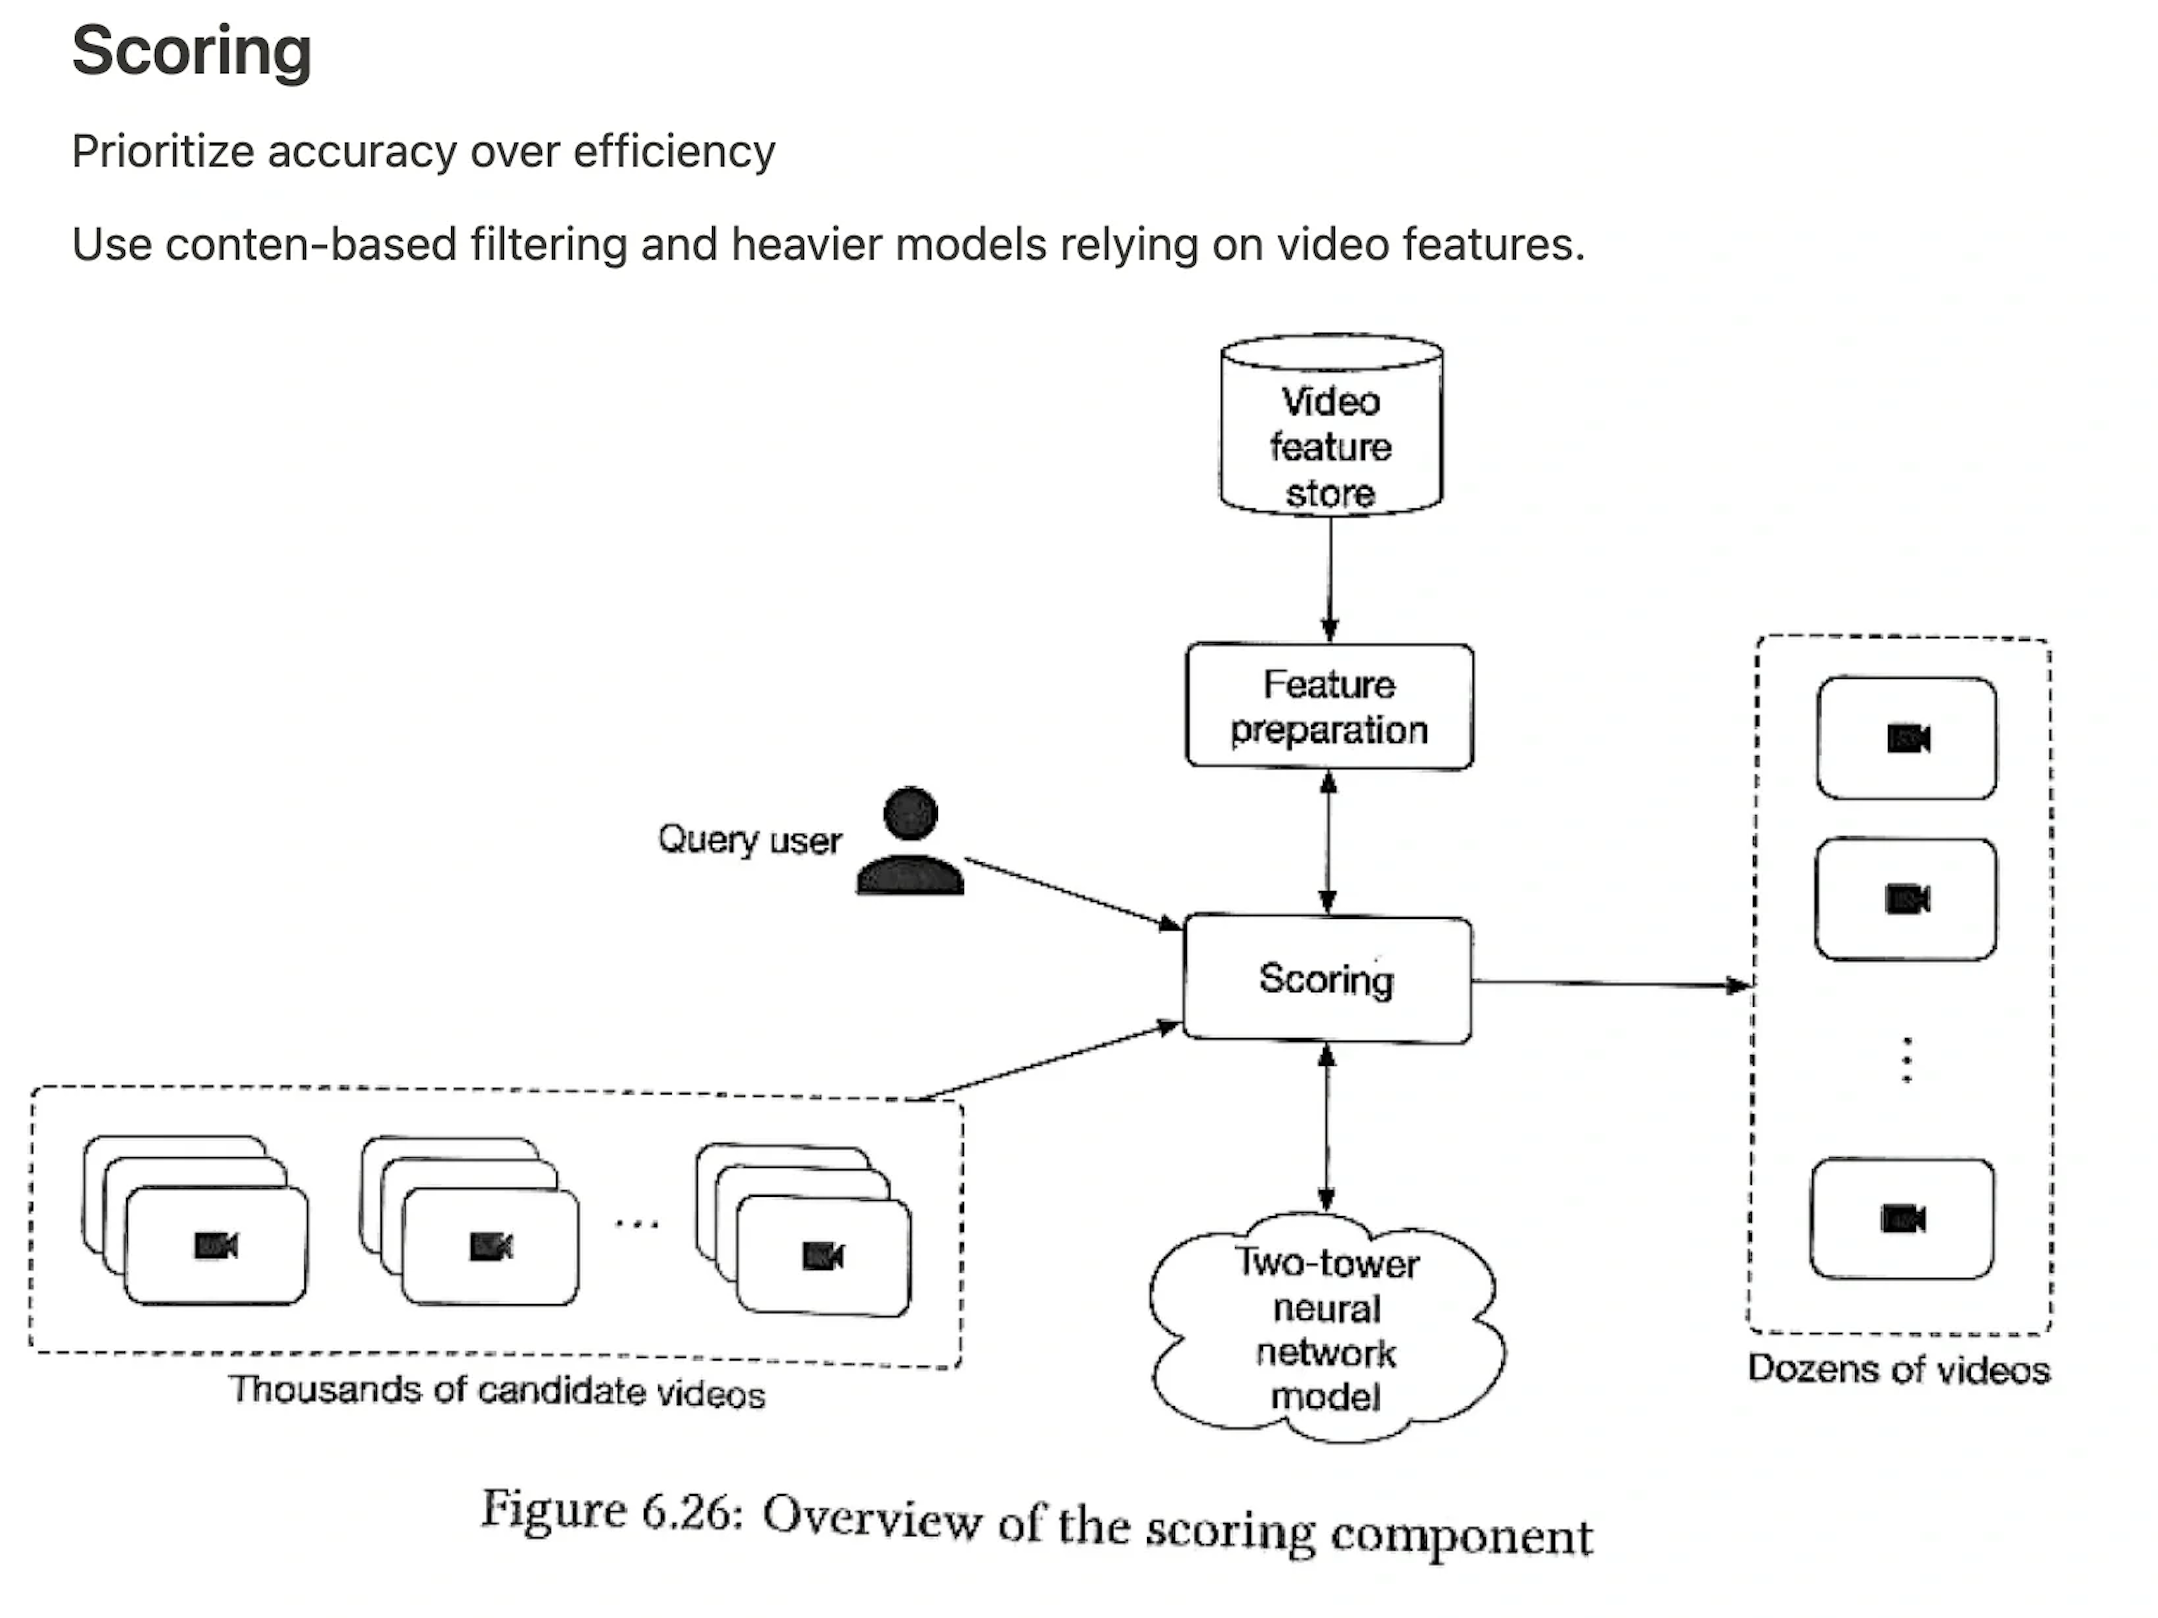 Scoring
Prioritize accuracy over efficiency
Use conten-based filtering and heavier models relying on video features.
Video
feature
store
Feature
preparation
Query user
Scoring
Two-tower
neural
network
model
Thousands of candidate videos
Dozens of videos
Figure 6.26: Overview of the scoring component